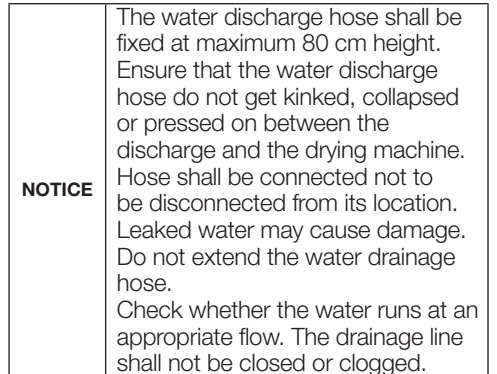 NOTICE
The water discharge hose shall be
fixed at maximum 80 cm height.
Ensure that the water discharge
hose do not get kinked, collapsed
or pressed on between the
discharge and the drying machine.
Hose shall be connected not to
be disconnected from its location.
Leaked water may cause damage.
Do not extend the water drainage
hose.
Check whether the water runs at an
appropriate flow. The drainage line
shall not be closed or clogged.